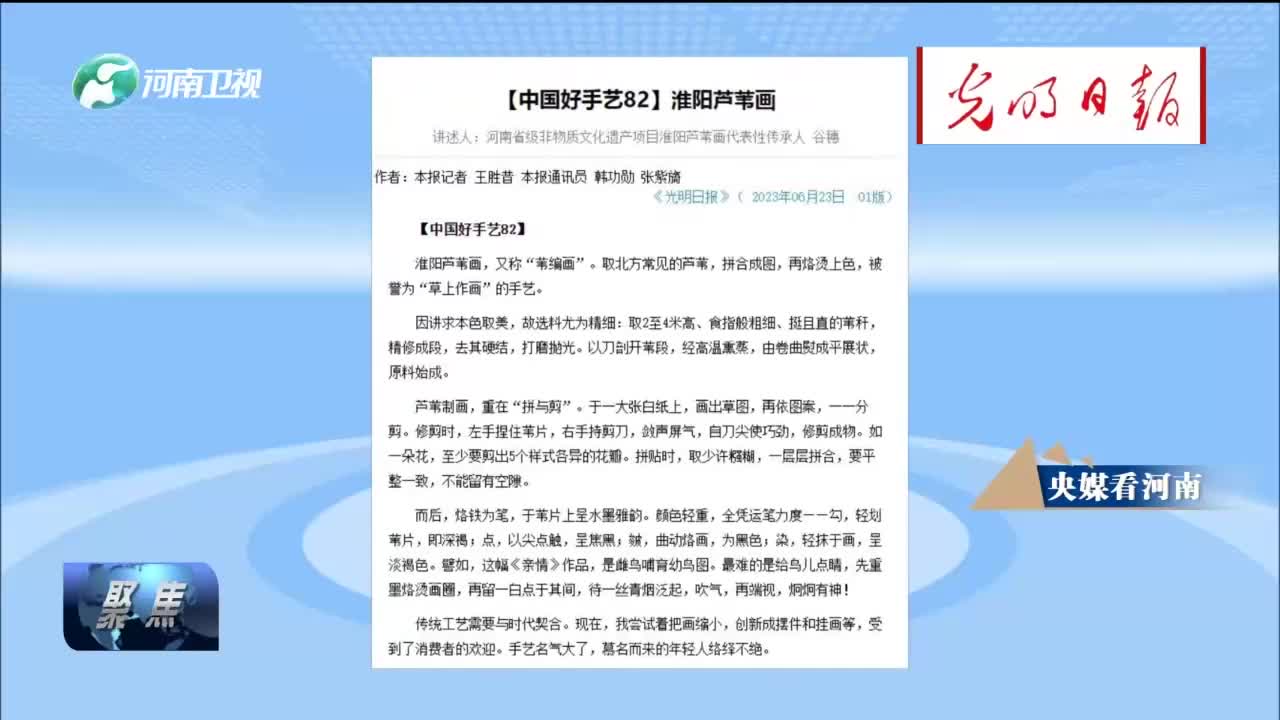 河南卫视
光明日报
【中国好手艺82】淮阳芦苇画
讲述人：河南省级非物质文化遗产项目淮阳芦苇画代表性传承人 谷穗
作者：本报记者 王胜昔 本报通讯员 韩功勋 张紫旖
《光明日报》（ 2023年06月23日 01版）
【中国好手艺82】
淮阳芦苇画，又称“苇编画”。取北方常见的芦苇，拼合成图，再烙烫上色，被
誉为“草上作画”的手艺。
因讲求本色取美，故选料尤为精细：取2至4米高、食指般粗细、挺且直的苇秆，
精修成段，去其硬结，打磨抛光。以刀剖开苇段，经高温熏蒸，由卷曲熨成平展状，
原料始成。
芦苇制画，重在“拼与剪”。于一大张白纸上，画出草图，再依图案，一一分
剪。修剪时，左手捏住苇片，右手持剪刀，敛声屏气，自刀尖使巧劲，修剪成物。如
一朵花，至少要剪出5个样式各异的花瓣。拼贴时，取少许糨糊，一层层拼合，要平
整一致，不能留有空隙。
而后，烙铁为笔，于苇片上呈水墨雅韵。颜色轻重，全凭运笔力度——勾，轻划
苇片，即深褐；点，以尖点触，呈焦黑；皴，曲动烙画，为黑色；染，轻抹于画，呈
淡褐色。譬如，这幅《亲情》作品，是雌鸟哺育幼鸟图。最难的是给鸟儿点睛，先重
墨烙烫画圈，再留一白点于其间，待一丝青烟泛起，吹气，再端视，炯炯有神！
传统工艺需要与时代契合。现在，我尝试着把画缩小，创新成摆件和挂画等，受
到了消费者的欢迎。手艺名气大了，慕名而来的年轻人络绎不绝。
央媒看河南
聚焦